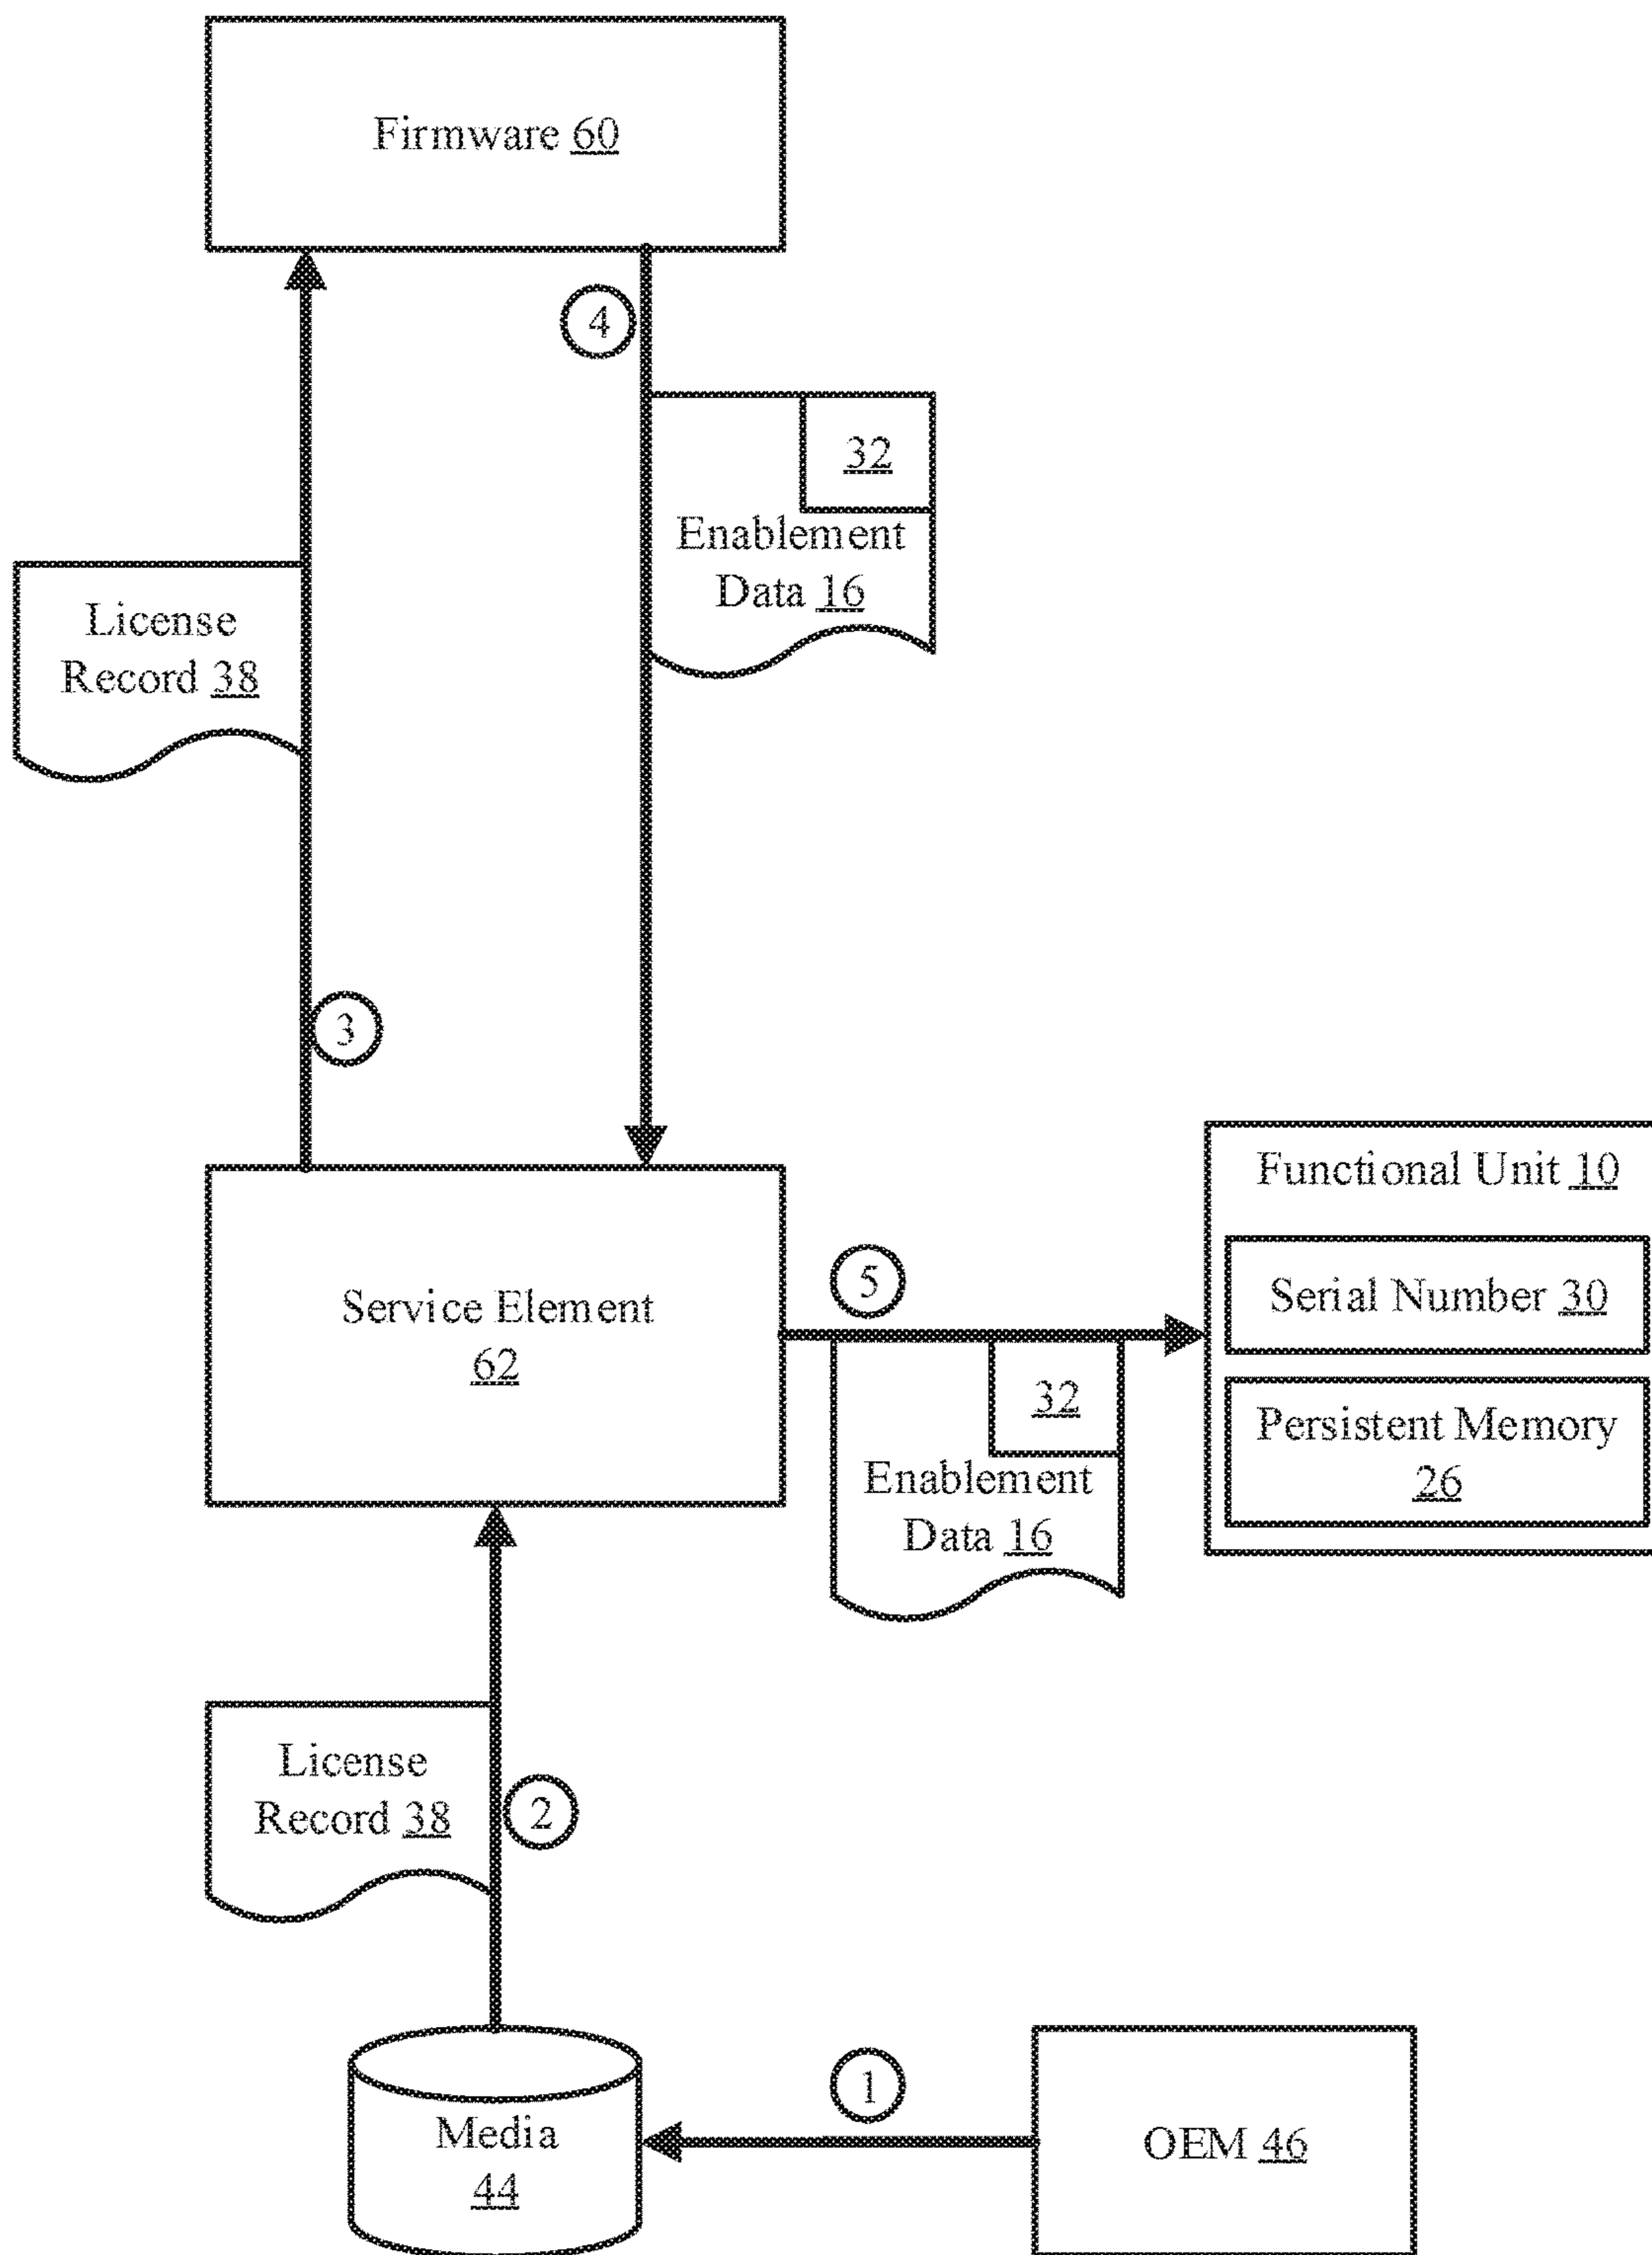 Firmware 60
4
32
Enablement
Data 16
License
Record 38
3
Functional Unit 10
Serial Number 30
Persistent Memory
26
Service Element
62
5
32
Enablement
Data 16
License
Record 38
2
1
Media
44
OEM 46